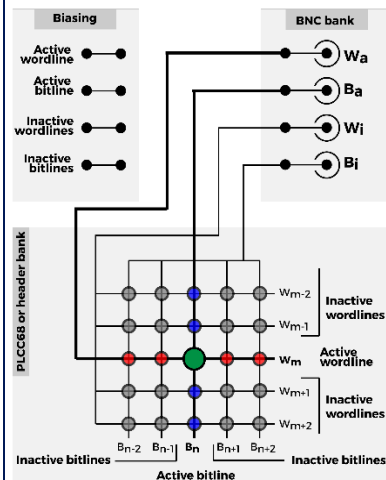 Biasing
BNC bank
Active
wordline
Wa
Active
bitline
Ba
Inactive
wordlines
Wi
Inactive
bitlines
Bi
PLCC68 or header bank
Wm-2
Inactive
wordlines
Wm-1
Wm
Active
wordline
Wm+1
Inactive
wordlines
Wm+2
Bn-2 Bn-1 Bn Bn+1 Bn+2
Inactive bitlines
Inactive bitlines
Active bitline